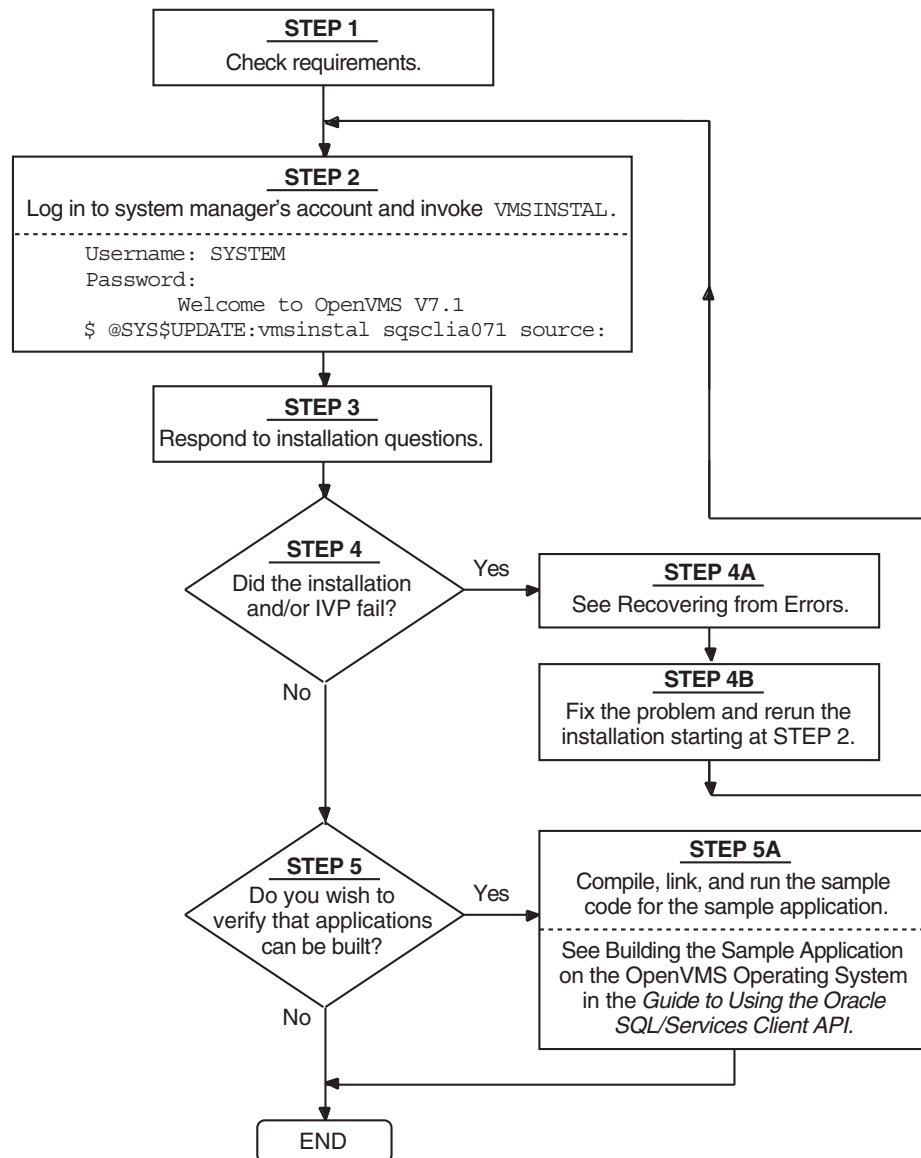 STEP 1
Check requirements.
STEP 2
Log in to system manager's account and invoke VMSINSTAL.
Username: SYSTEM
Password:
Welcome to OpenVMS V7.1
$ @SYS$UPDATE:vmsinstal sqsclia071 source:
STEP 3
Respond to installation questions.
STEP 4
Did the installation
and/or IVP fail?
Yes
No
STEP 4A
See Recovering from Errors.
STEP 4B
Fix the problem and rerun the
installation starting at STEP 2.
STEP 5
Do you wish to
verify that applications
can be built?
Yes
No
STEP 5A
Compile, link, and run the sample
code for the sample application.
See Building the Sample Application
on the OpenVMS Operating System
in the Guide to Using the Oracle
SQL/Services Client API.
END